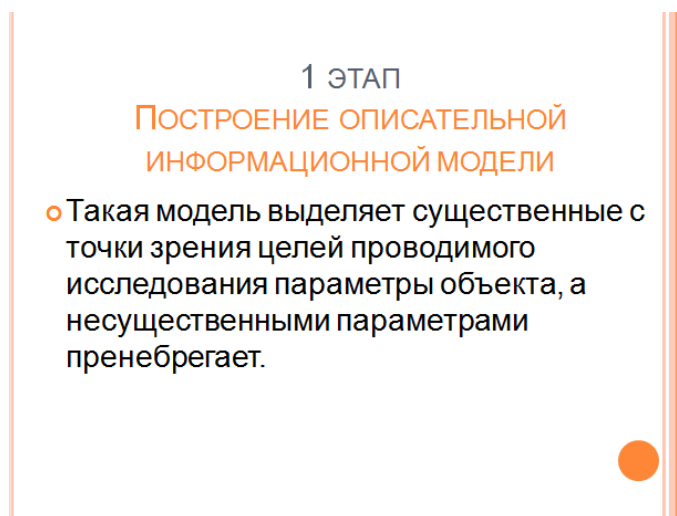 1 ЭТАП
ПОСТРОЕНИЕ ОПИСАТЕЛЬНОЙ
ИНФОРМАЦИОННОЙ МОДЕЛИ
Такая модель выделяет существенные с
точки зрения целей проводимого
исследования параметры объекта, а
несущественными параметрами
пренебрегает.